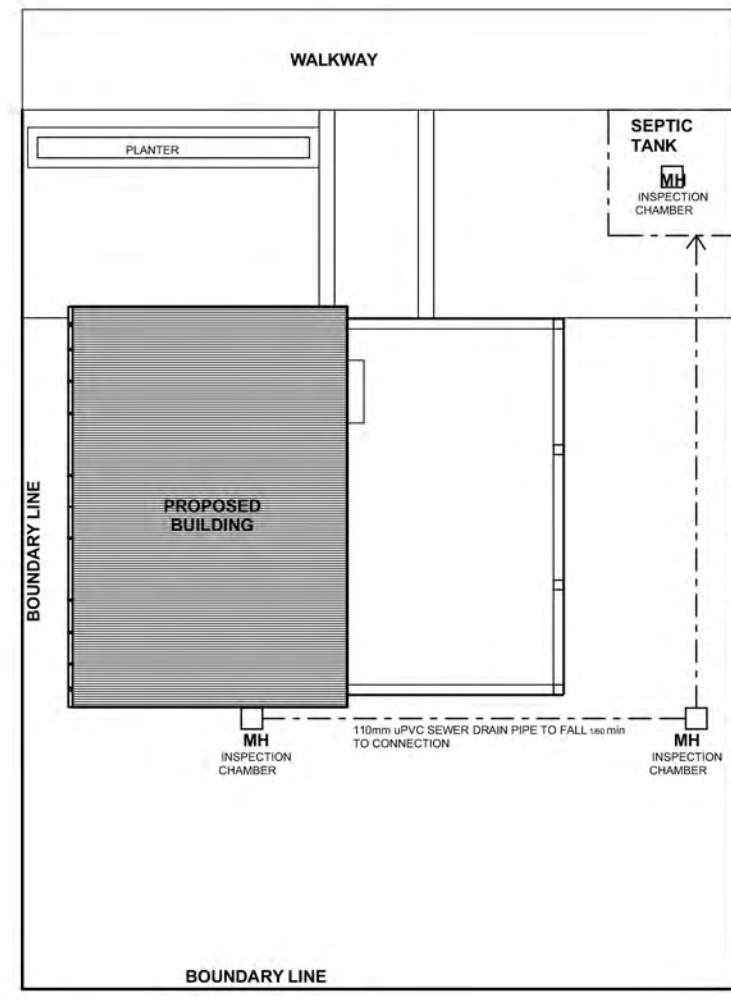 WALKWAY
SEPTIC
TANK
MH
INSPECTION
CHAMBER
PLANTER
BOUNDARY LINE
PROPOSED
BUILDING
110mm uPVC SEWER DRAIN PIPE TO FALL 1:60 min
TO CONNECTION
MH
INSPECTION
CHAMBER
MH
INSPECTION
CHAMBER
BOUNDARY LINE